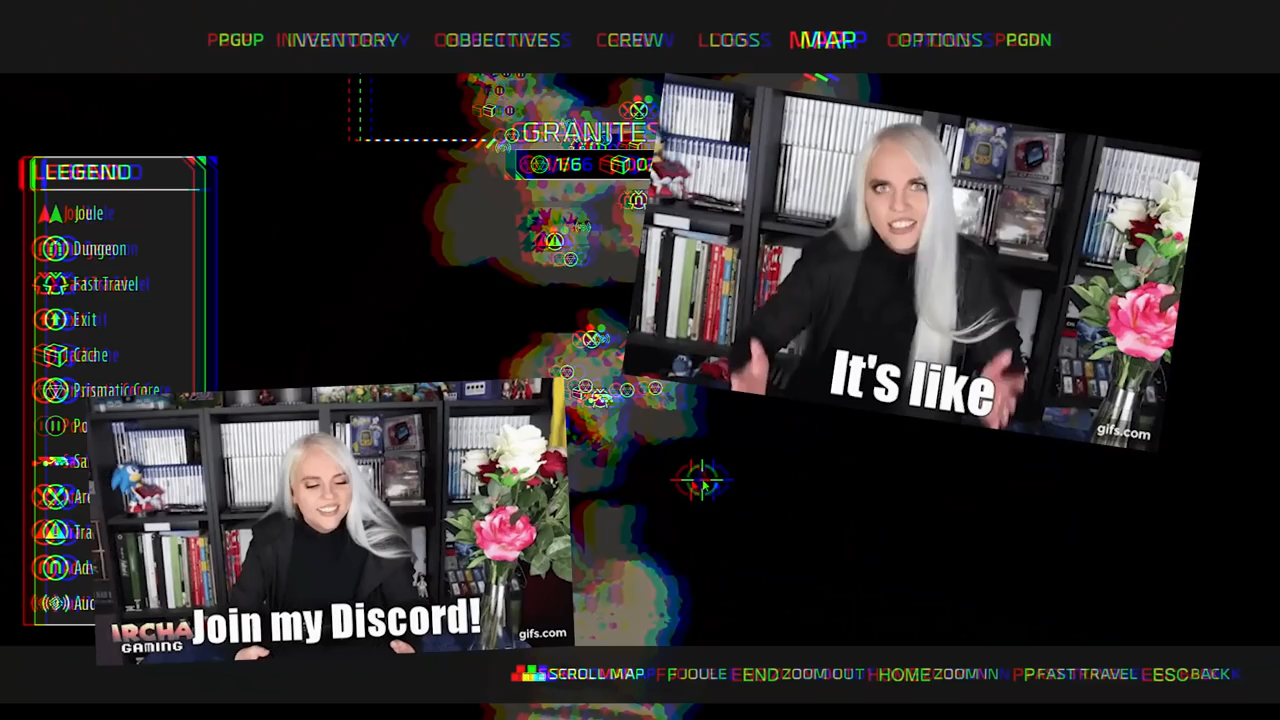 PGUP INVENTORY OBJECTIVES CREW LOGS MAP OPTIONS PGDN
GRANITES
1/6
LEGEND
Joule
Dungeon
Fast Travel
Exit
Cache
Prismatic Core
It's like
gifs.com
Join my Discord!
GAMING
gifs.com
SCROLL MAP F JOULE END ZOOM OUT HOME ZOOM IN P FAST TRAVEL ESC BACK